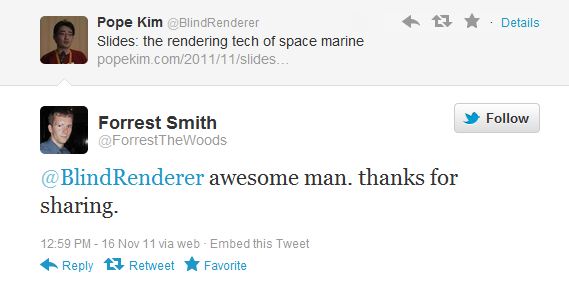 Pope Kim @BlindRenderer
Details
Slides: the rendering tech of space marine
popekim.com/2011/11/slides…
Forrest Smith
@ForrestTheWoods
Follow
@BlindRenderer awesome man. thanks for
sharing.
12:59 PM - 16 Nov 11 via web · Embed this Tweet
Reply Retweet Favorite